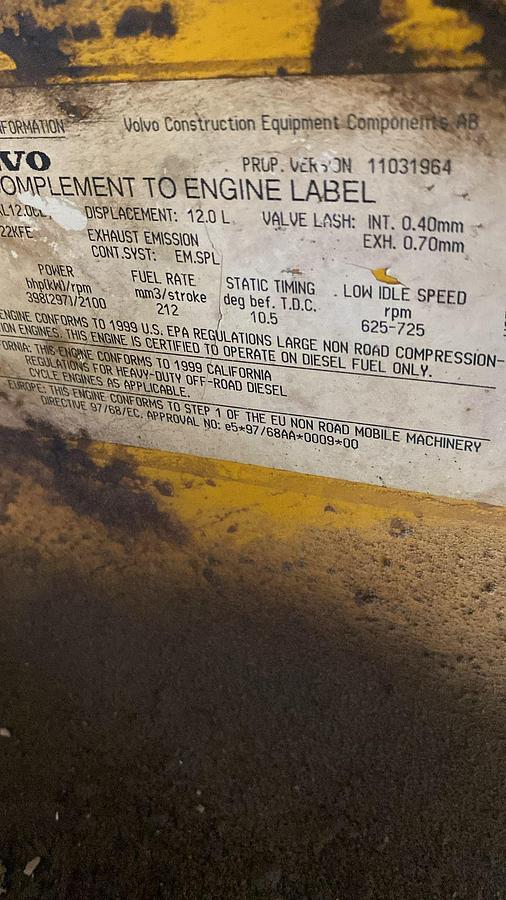 FORMATION
Volvo Construction Equipment Components AB
VO
PROP. VERSION 11031964
OMPLEMENT TO ENGINE LABEL
DISPLACEMENT: 12.0 L
VALVE LASH: INT. 0.40mm
22KFE
EXHAUST EMISSION
EXH. 0.70mm
CONT.SYST: EM.SPL
POWER
bhp(kW)/rpm
398(297)/2100
FUEL RATE
mm3/stroke
212
STATIC TIMING
deg bef. T.D.C.
10.5
LOW IDLE SPEED
rpm
625-725
ENGINE CONFORMS TO 1999 U.S. EPA REGULATIONS LARGE NON ROAD COMPRESSION-
ION ENGINES. THIS ENGINE IS CERTIFIED TO OPERATE ON DIESEL FUEL ONLY.
FORNIA: THIS ENGINE CONFORMS TO 1999 CALIFORNIA
REGULATIONS FOR HEAVY-DUTY OFF-ROAD DIESEL
CYCLE ENGINES AS APPLICABLE.
EUROPE: THIS ENGINE CONFORMS TO STEP 1 OF THE EU NON ROAD MOBILE MACHINERY
DIRECTIVE 97/68/EC. APPROVAL NO: e5*97/68AA*0009*00